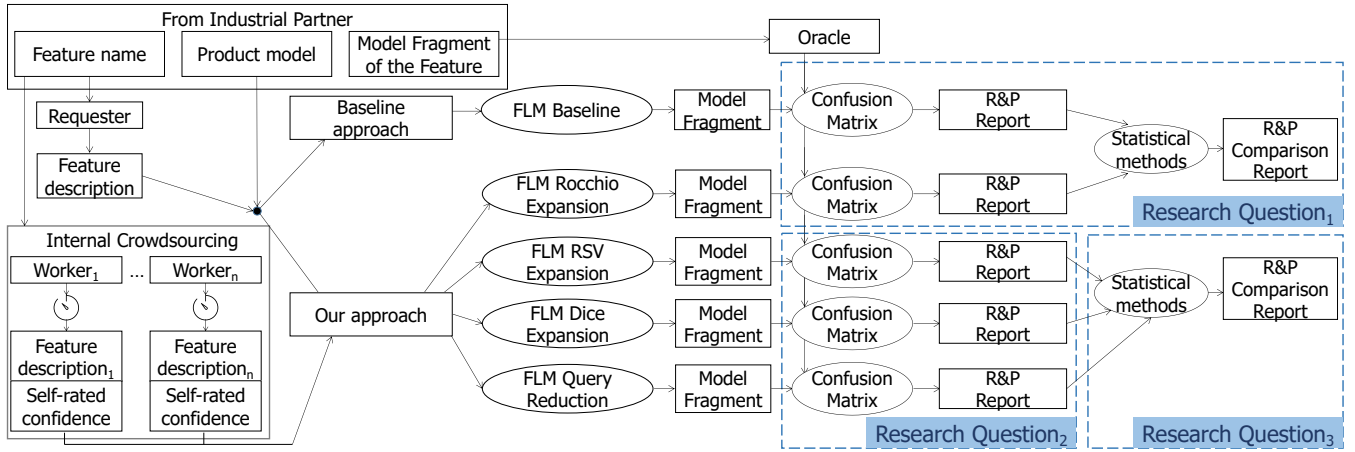 From Industrial Partner
Feature name
Product model
Model Fragment
of the Feature
Oracle
Requester
Feature
description
Baseline
approach
FLM Baseline
Model
Fragment
Confusion
Matrix
R&P
Report
Statistical
methods
R&P
Comparison
Report
FLM Rocchio
Expansion
Model
Fragment
Confusion
Matrix
R&P
Report
Research Question1
Internal Crowdsourcing
Worker1
...
Workern
Feature
description1
Self-rated
confidence
Feature
descriptionn
Self-rated
confidence
Our approach
FLM RSV
Expansion
Model
Fragment
Confusion
Matrix
R&P
Report
FLM Dice
Expansion
Model
Fragment
Confusion
Matrix
R&P
Report
FLM Query
Reduction
Model
Fragment
Confusion
Matrix
R&P
Report
Research Question2
Statistical
methods
R&P
Comparison
Report
Research Question3